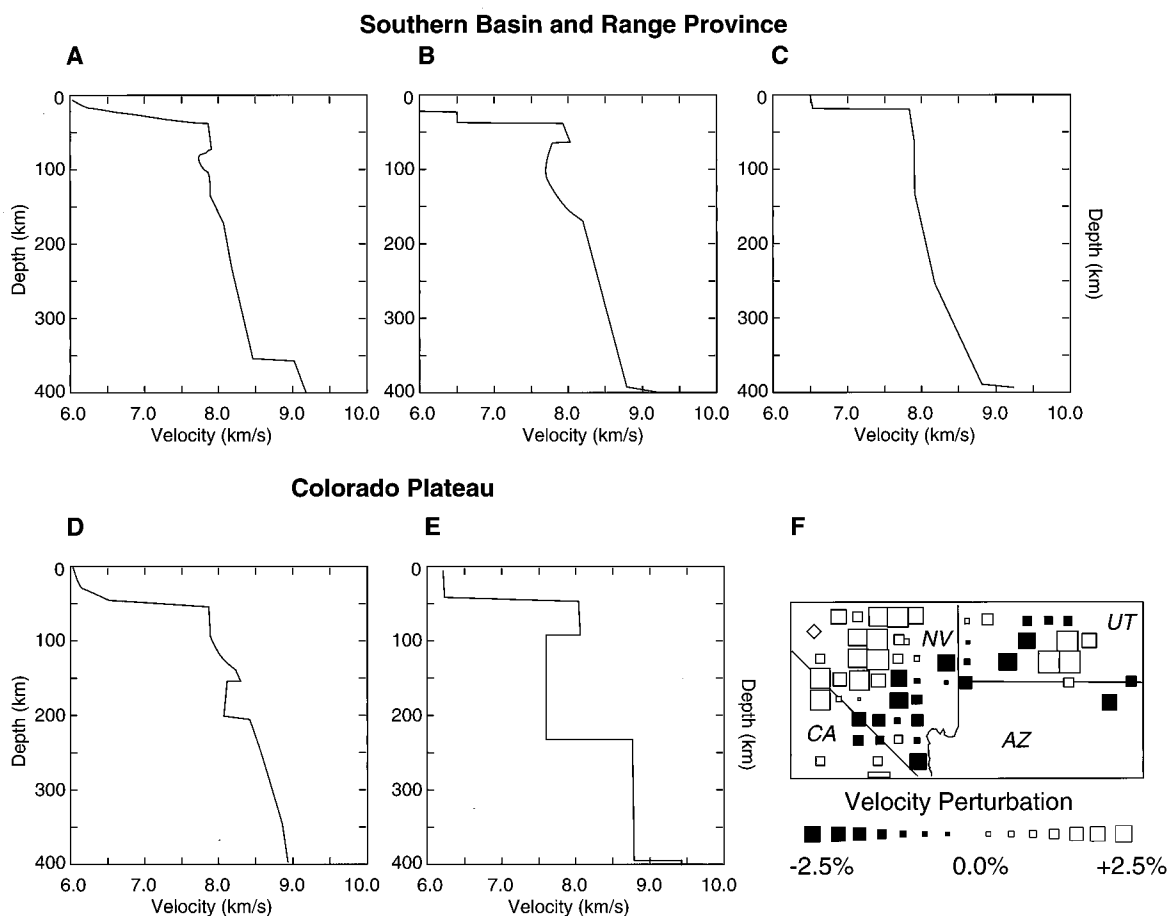 Southern Basin and Range Province
A
B
C
0
100
200
300
400
Depth (km)
6.0 7.0 8.0 9.0 10.0
Velocity (km/s)
0
100
200
300
400
6.0 7.0 8.0 9.0 10.0
Velocity (km/s)
0
100
200
300
400
Depth (km)
6.0 7.0 8.0 9.0 10.0
Velocity (km/s)
Colorado Plateau
D
E
F
0
100
200
300
400
Depth (km)
6.0 7.0 8.0 9.0 10.0
Velocity (km/s)
0
100
200
300
400
Depth (km)
6.0 7.0 8.0 9.0 10.0
Velocity (km/s)
NV
UT
CA
AZ
Velocity Perturbation
-2.5% 0.0% +2.5%